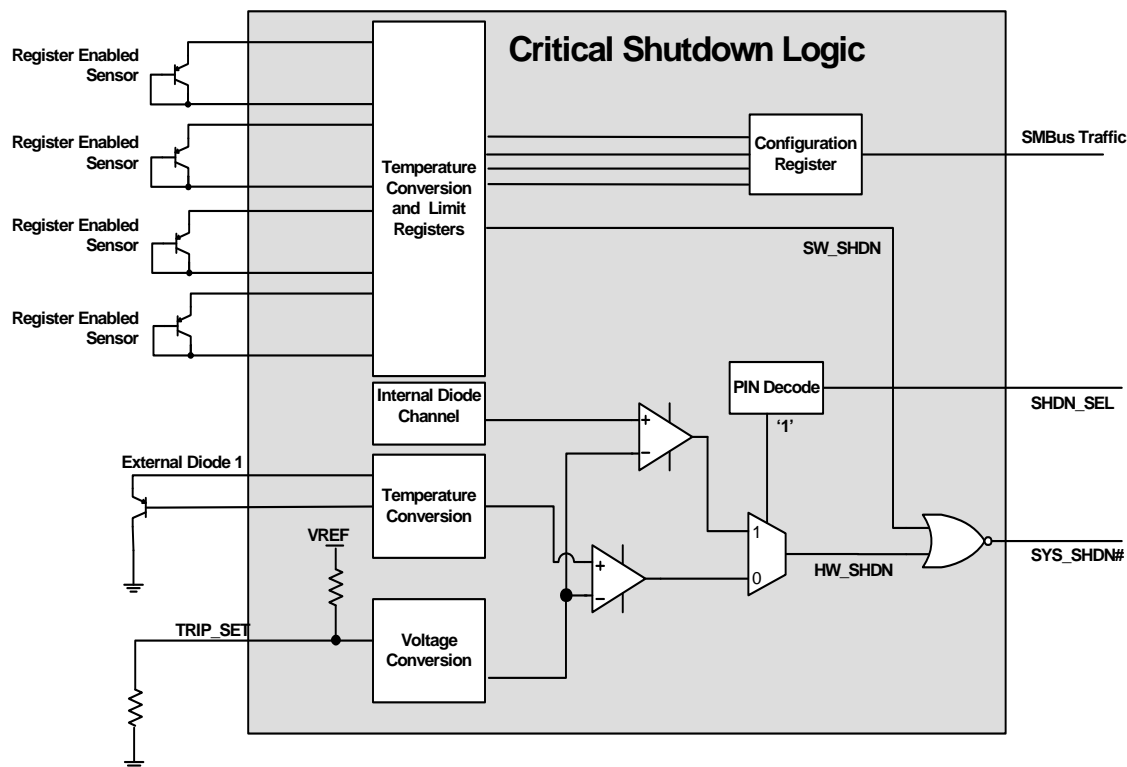 Critical Shutdown Logic
Register Enabled
Sensor
Register Enabled
Sensor
Register Enabled
Sensor
Register Enabled
Sensor
Temperature
Conversion
and Limit
Registers
Configuration
Register
SMBus Traffic
SW_SHDN
Internal Diode
Channel
PIN Decode
SHDN_SEL
'1'
+
−
External Diode 1
Temperature
Conversion
VREF
+
−
1
0
HW_SHDN
SYS_SHDN#
TRIP_SET
Voltage
Conversion